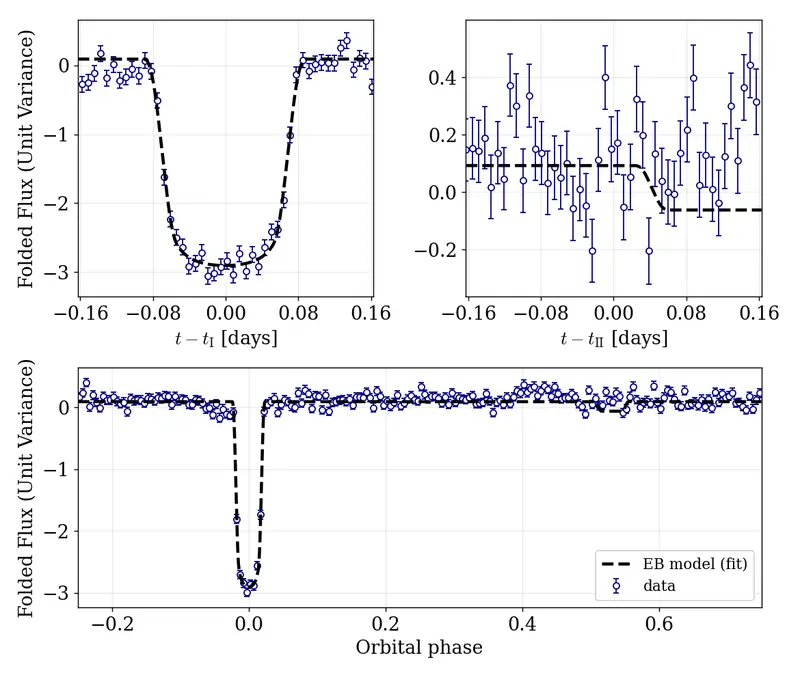 Folded Flux (Unit Variance)
0
−1
−2
−3
−0.16 −0.08 0.00 0.08 0.16
t − tI [days]
0.4
0.2
0.0
−0.2
−0.16 −0.08 0.00 0.08 0.16
t − tII [days]
Folded Flux (Unit Variance)
0
−1
−2
−3
EB model (fit)
data
−0.2 0.0 0.2 0.4 0.6
Orbital phase